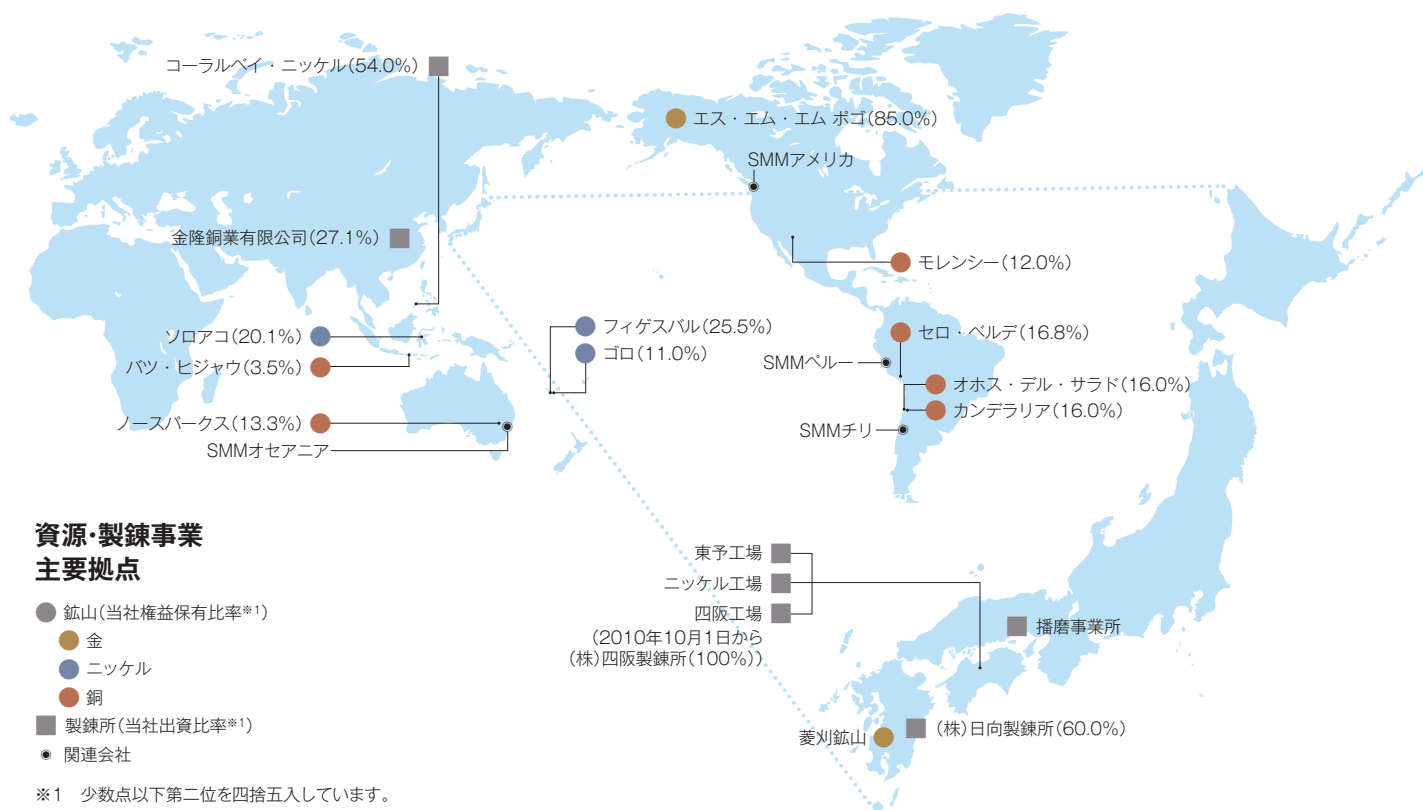 コーラルベイ・ニッケル(54.0%)
エス・エム・エム ポゴ(85.0%)
SMMアメリカ
金隆銅業有限公司(27.1%)
モレンシー(12.0%)
ソロアコ(20.1%)
バツ・ヒジャウ(3.5%)
フィゲスバル(25.5%)
ゴロ(11.0%)
セロ・ベルデ(16.8%)
SMMペルー
オホス・デル・サラド(16.0%)
カンデラリア(16.0%)
SMMチリ
ノースパークス(13.3%)
SMMオセアニア
資源・製錬事業
主要拠点
鉱山(当社権益保有比率※1)
金
ニッケル
銅
製錬所(当社出資比率※1)
関連会社
※1 少数点以下第二位を四捨五入しています。
東予工場
ニッケル工場
四阪工場
(2010年10月1日から
(株)四阪製錬所(100%))
播磨事業所
(株)日向製錬所(60.0%)
菱刈鉱山